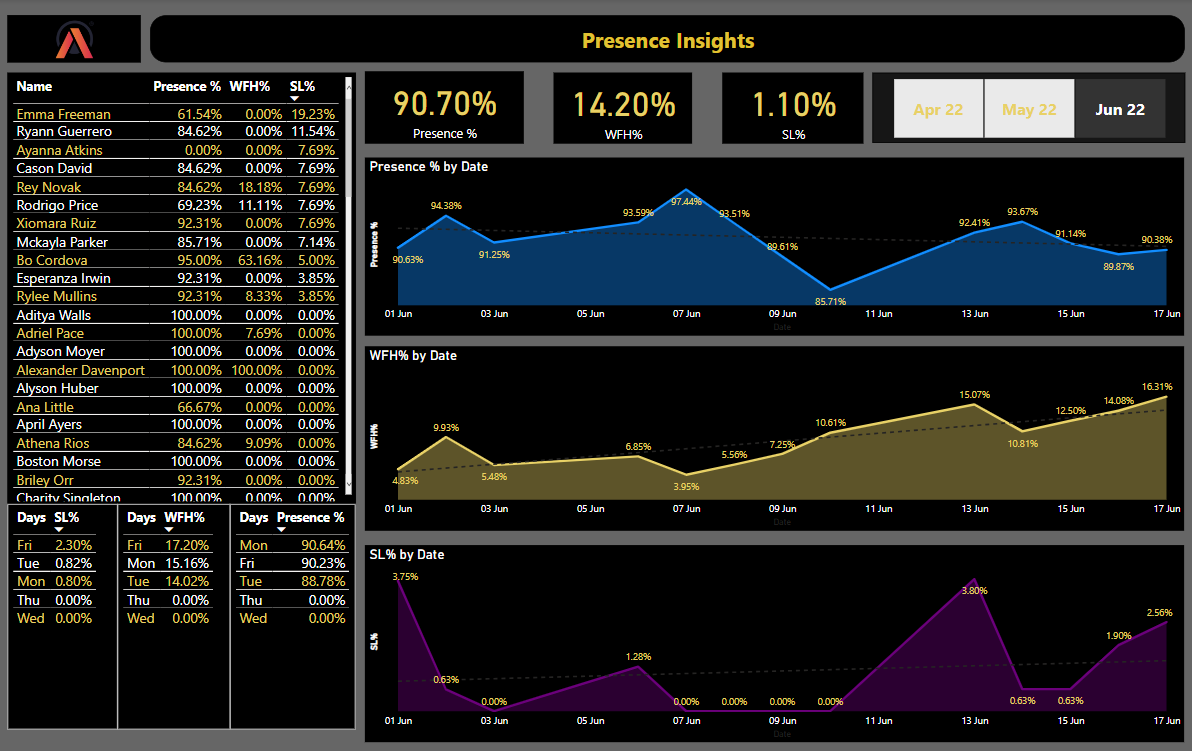 Presence Insights
Name Presence % WFH% SL%
Emma Freeman 61.54% 0.00% 19.23%
Ryann Guerrero 84.62% 0.00% 11.54%
Ayanna Atkins 0.00% 0.00% 7.69%
Cason David 84.62% 0.00% 7.69%
Rey Novak 84.62% 18.18% 7.69%
Rodrigo Price 69.23% 11.11% 7.69%
Xiomara Ruiz 92.31% 0.00% 7.69%
Mckayla Parker 85.71% 0.00% 7.14%
Bo Cordova 95.00% 63.16% 5.00%
Esperanza Irwin 92.31% 0.00% 3.85%
Rylee Mullins 92.31% 8.33% 3.85%
Aditya Walls 100.00% 0.00% 0.00%
Adriel Pace 100.00% 7.69% 0.00%
Adyson Moyer 100.00% 0.00% 0.00%
Alexander Davenport 100.00% 100.00% 0.00%
Alyson Huber 100.00% 0.00% 0.00%
Ana Little 66.67% 0.00% 0.00%
April Ayers 100.00% 0.00% 0.00%
Athena Rios 84.62% 9.09% 0.00%
Boston Morse 100.00% 0.00% 0.00%
Briley Orr 92.31% 0.00% 0.00%
Charity Singleton 100.00% 0.00% 0.00%
Days SL%
Fri 2.30%
Tue 0.82%
Mon 0.80%
Thu 0.00%
Wed 0.00%
Days WFH%
Fri 17.20%
Mon 15.16%
Tue 14.02%
Thu 0.00%
Wed 0.00%
Days Presence %
Mon 90.64%
Fri 90.23%
Tue 88.78%
Thu 0.00%
Wed 0.00%
90.70%
Presence %
14.20%
WFH%
1.10%
SL%
Apr 22 May 22 Jun 22
Presence % by Date
Presence %
90.63% 94.38% 91.25% 93.59% 97.44% 93.51% 89.61% 85.71% 92.41% 93.67% 91.14% 89.87% 90.38%
01 Jun 03 Jun 05 Jun 07 Jun 09 Jun 11 Jun 13 Jun 15 Jun 17 Jun
Date
WFH% by Date
WFH%
4.83% 9.93% 5.48% 6.85% 3.95% 5.56% 7.25% 10.61% 15.07% 10.81% 12.50% 14.08% 16.31%
01 Jun 03 Jun 05 Jun 07 Jun 09 Jun 11 Jun 13 Jun 15 Jun 17 Jun
Date
SL% by Date
SL%
3.75% 0.63% 0.00% 1.28% 0.00% 0.00% 0.00% 0.00% 3.80% 0.63% 0.63% 1.90% 2.56%
01 Jun 03 Jun 05 Jun 07 Jun 09 Jun 11 Jun 13 Jun 15 Jun 17 Jun
Date